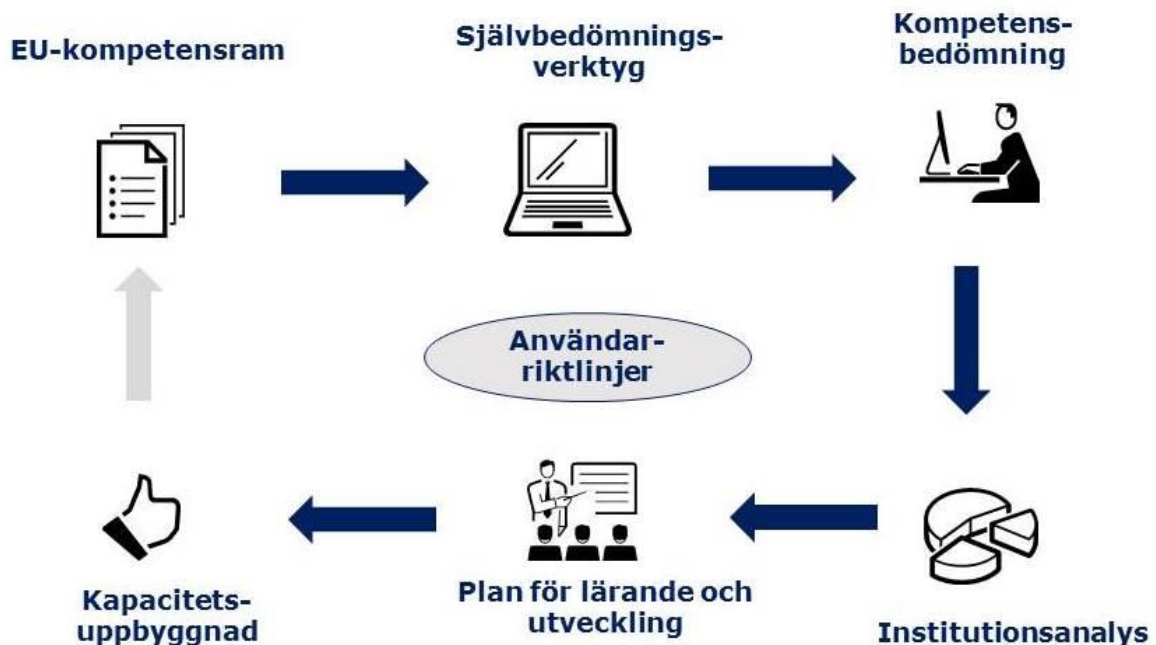 EU-kompetensram
Självbedömnings-
verktyg
Kompetens-
bedömning
Användar-
riktlinjer
Kapacitets-
uppbyggnad
Plan för lärande och
utveckling
Institutionsanalys